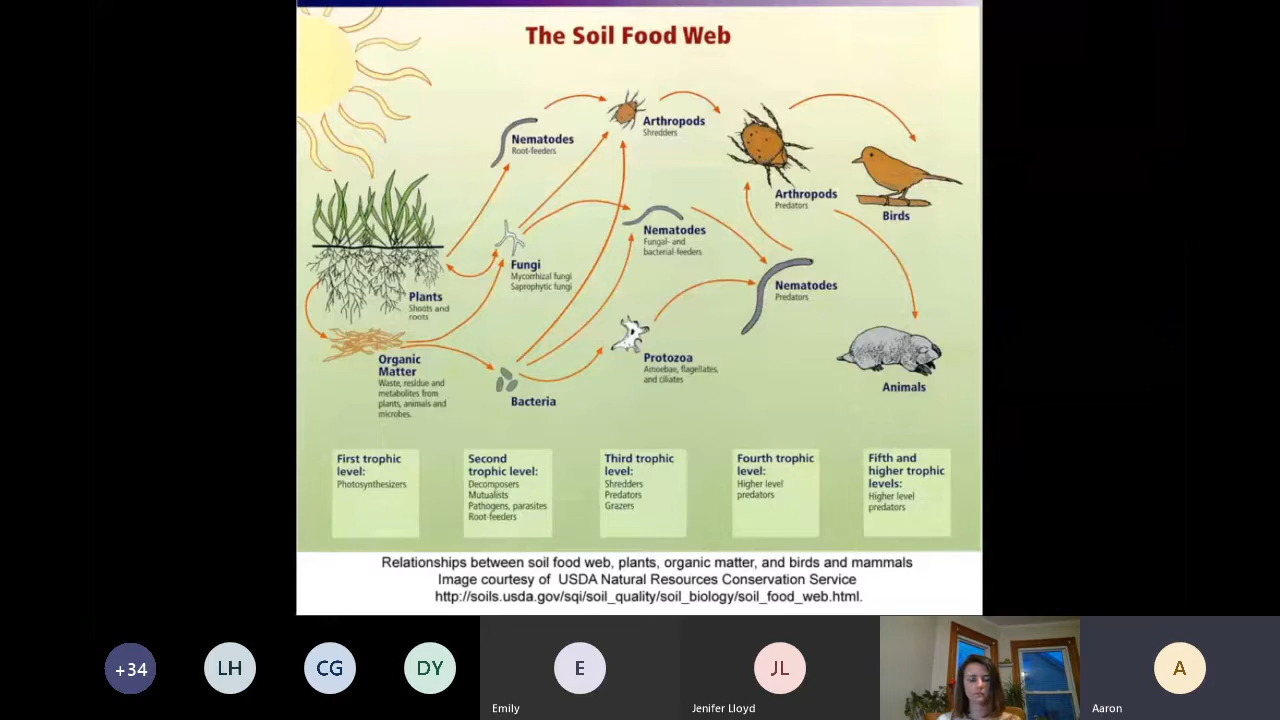 The Soil Food Web
Arthropods
Shredders
Nematodes
Root-feeders
Arthropods
Predators
Birds
Nematodes
Fungal- and
bacterial-feeders
Fungi
Mycorrhizal fungi
Saprophytic fungi
Nematodes
Predators
Plants
Shoots and
roots
Protozoa
Amoebae, flagellates,
and ciliates
Organic
Matter
Waste, residue and
metabolites from
plants, animals and
microbes.
Animals
Bacteria
First trophic
level:
Photosynthesizers
Second
trophic level:
Decomposers
Mutualists
Pathogens, parasites
Root-feeders
Third trophic
level:
Shredders
Predators
Grazers
Fourth trophic
level:
Higher level
predators
Fifth and
higher trophic
levels:
Higher level
predators
Relationships between soil food web, plants, organic matter, and birds and mammals
Image courtesy of USDA Natural Resources Conservation Service
http://soils.usda.gov/sqi/soil_quality/soil_biology/soil_food_web.html.
+34
LH
CG
DY
E
Emily
JL
Jenifer Lloyd
A
Aaron